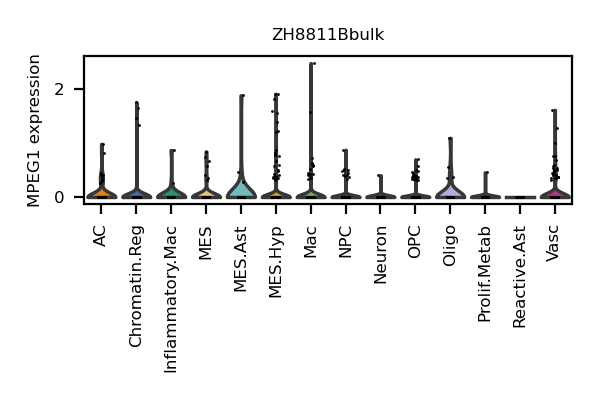 ZH8811Bbulk
MPEG1 expression
2
0
AC
Chromatin.Reg
Inflammatory.Mac
MES
MES.Ast
MES.Hyp
Mac
NPC
Neuron
OPC
Oligo
Prolif.Metab
Reactive.Ast
Vasc